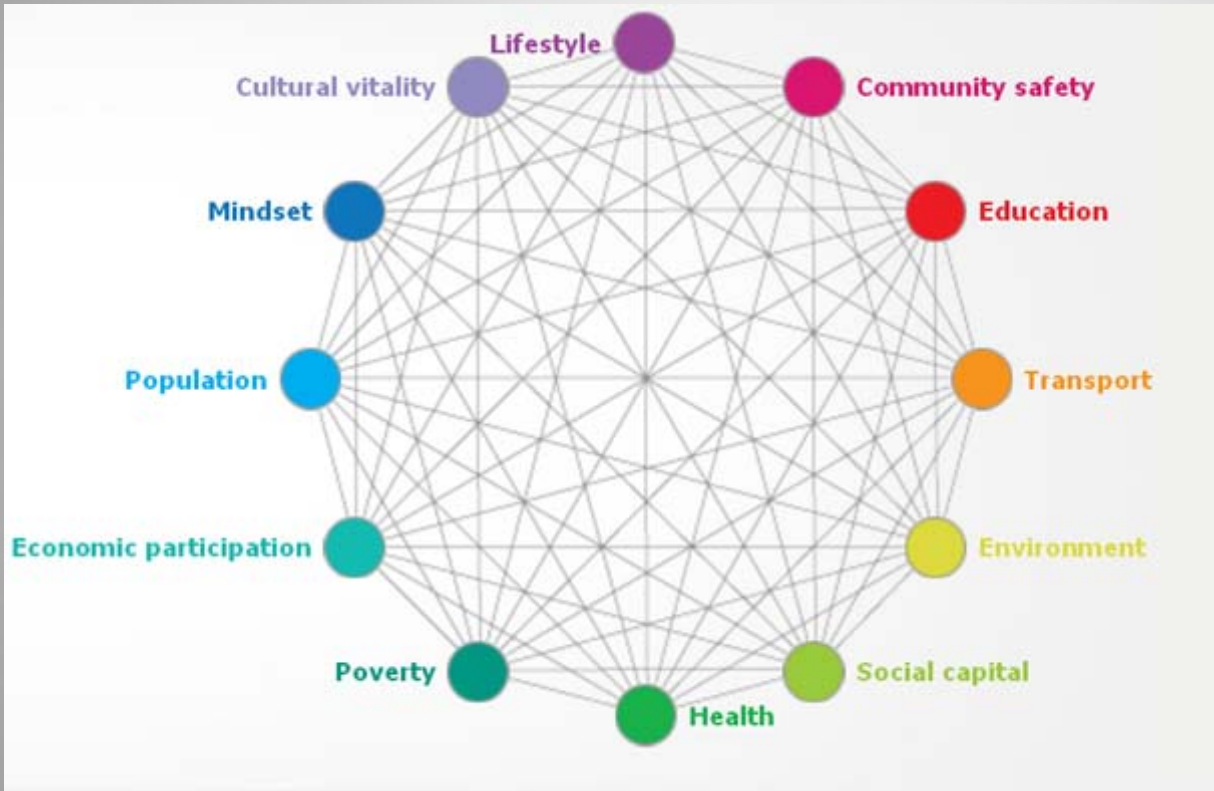 Lifestyle
Cultural vitality
Community safety
Mindset
Education
Population
Transport
Economic participation
Environment
Poverty
Social capital
Health